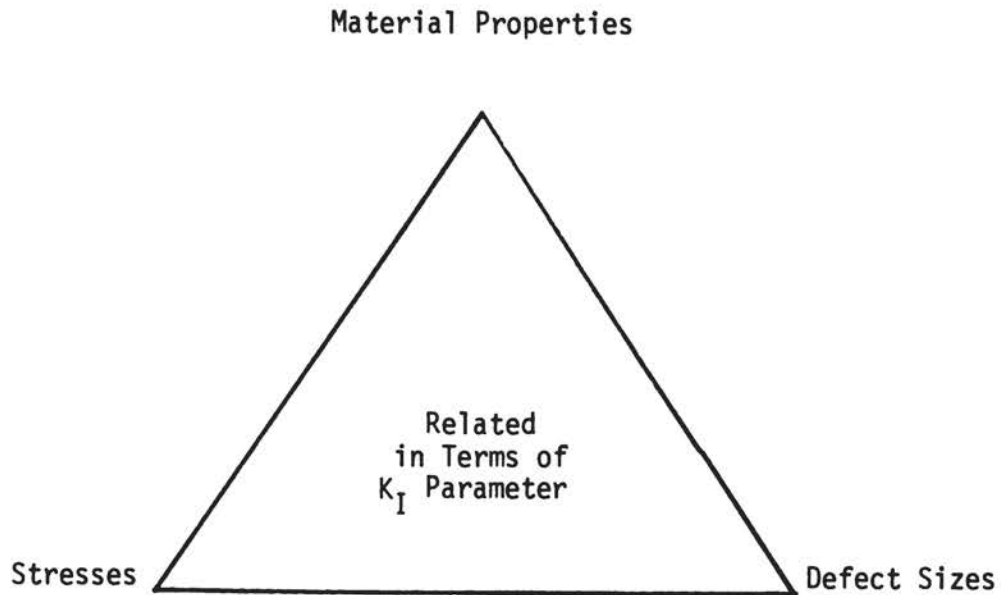 Material Properties
Related
in Terms of
K_I Parameter
Stresses
Defect Sizes